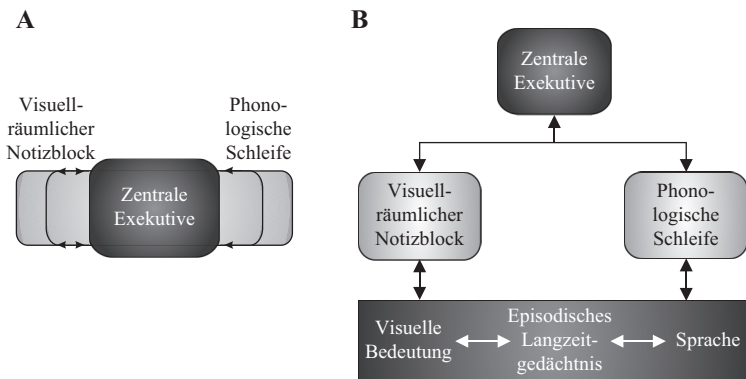 A
Visuell-
räumlicher
Notizblock
Phono-
logische
Schleife
Zentrale
Exekutive
B
Zentrale
Exekutive
Visuell-
räumlicher
Notizblock
Phono-
logische
Schleife
Visuelle
Bedeutung
Episodisches
Langzeit-
gedächtnis
Sprache